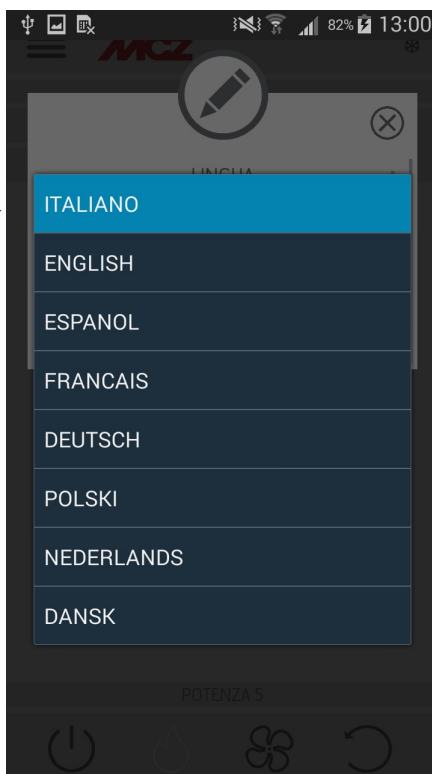 82% 13:00
MCZ
LINGUA
ITALIANO
ENGLISH
ESPANOL
FRANCAIS
DEUTSCH
POLSKI
NEDERLANDS
DANSK
POTENZA 5